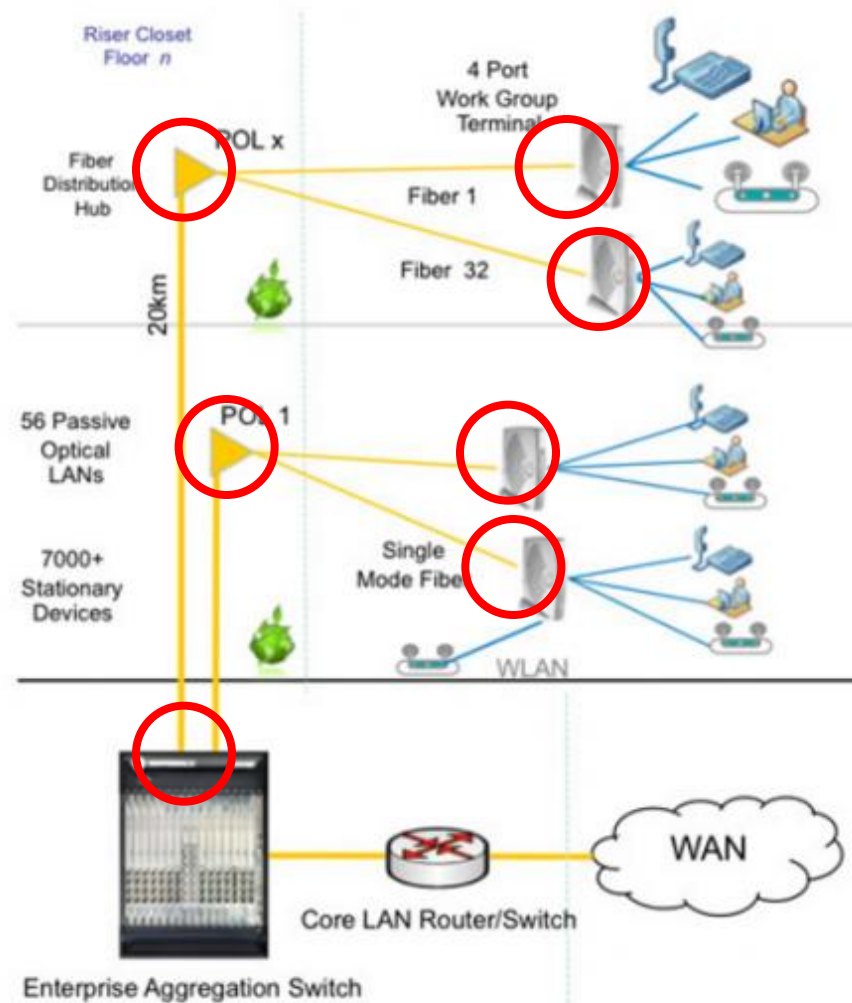 Riser Closet
Floor n
4 Port
Work Group
Terminal
POL x
Fiber
Distribution
Hub
Fiber 1
Fiber 32
20km
POL 1
56 Passive
Optical
LANs
7000+
Stationary
Devices
Single
Mode Fiber
WLAN
WAN
Core LAN Router/Switch
Enterprise Aggregation Switch